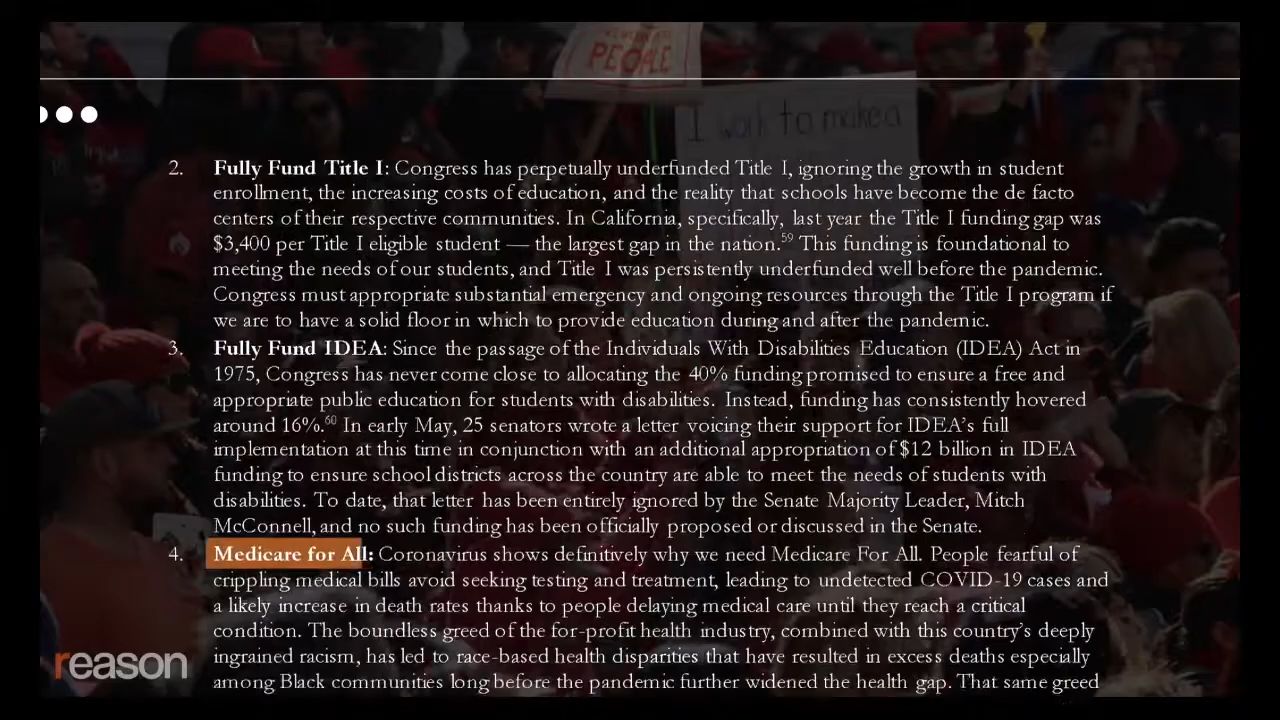 PEOPLE
I want to make a
2. Fully Fund Title I: Congress has perpetually underfunded Title I, ignoring the growth in student
enrollment, the increasing costs of education, and the reality that schools have become the de facto
centers of their respective communities. In California, specifically, last year the Title I funding gap was
$3,400 per Title I eligible student — the largest gap in the nation.59 This funding is foundational to
meeting the needs of our students, and Title I was persistently underfunded well before the pandemic.
Congress must appropriate substantial emergency and ongoing resources through the Title I program if
we are to have a solid floor in which to provide education during and after the pandemic.
3. Fully Fund IDEA: Since the passage of the Individuals With Disabilities Education (IDEA) Act in
1975, Congress has never come close to allocating the 40% funding promised to ensure a free and
appropriate public education for students with disabilities. Instead, funding has consistently hovered
around 16%.60 In early May, 25 senators wrote a letter voicing their support for IDEA's full
implementation at this time in conjunction with an additional appropriation of $12 billion in IDEA
funding to ensure school districts across the country are able to meet the needs of students with
disabilities. To date, that letter has been entirely ignored by the Senate Majority Leader, Mitch
McConnell, and no such funding has been officially proposed or discussed in the Senate.
4. Medicare for All: Coronavirus shows definitively why we need Medicare For All. People fearful of
crippling medical bills avoid seeking testing and treatment, leading to undetected COVID-19 cases and
a likely increase in death rates thanks to people delaying medical care until they reach a critical
condition. The boundless greed of the for-profit health industry, combined with this country's deeply
ingrained racism, has led to race-based health disparities that have resulted in excess deaths especially
among Black communities long before the pandemic further widened the health gap. That same greed
reason